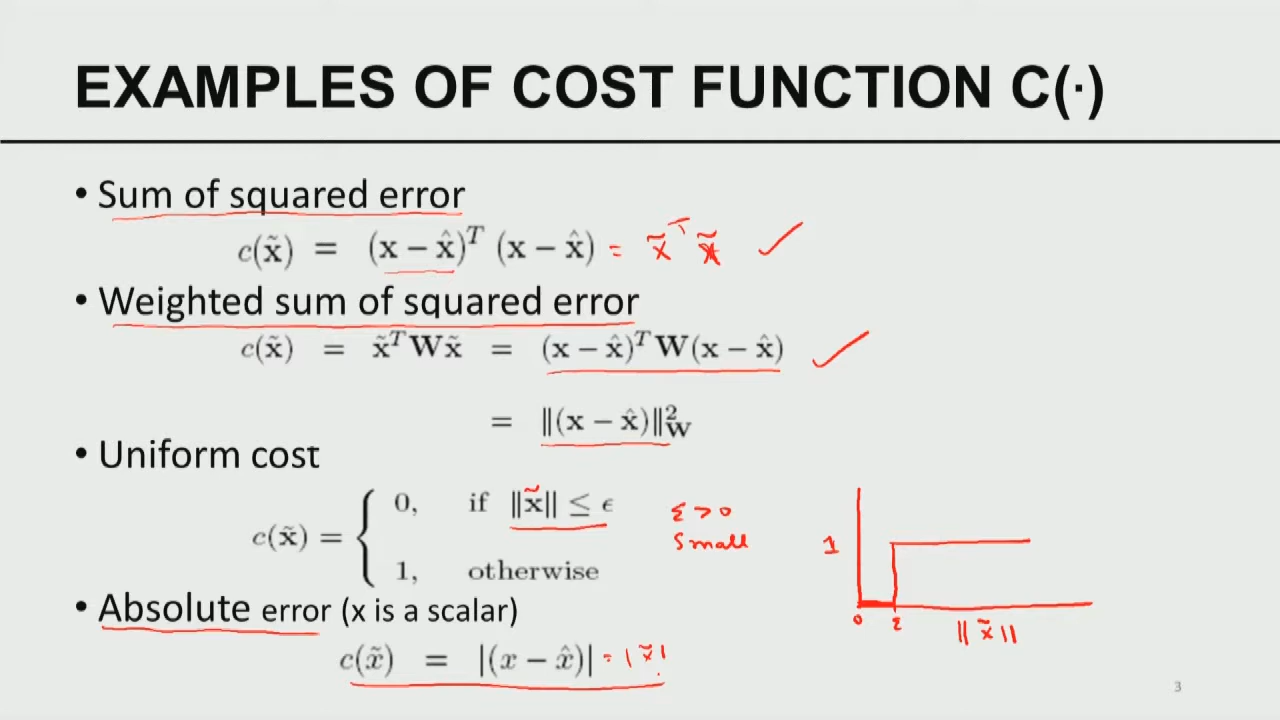 EXAMPLES OF COST FUNCTION C(·)
• Sum of squared error
c(x̃) = (x − x̂)ᵀ (x − x̂) = x̃ᵀ x̃ ✓
• Weighted sum of squared error
c(x̃) = x̃ᵀWx̃ = (x − x̂)ᵀW(x − x̂) ✓
= ‖(x − x̂)‖²_W
• Uniform cost
c(x̃) = { 0, if ‖x̃‖ ≤ ϵ
ε > 0
Small
1, otherwise
1
0 ε ‖x̃‖
• Absolute error (x is a scalar)
c(x̃) = |(x − x̂)| = |x̃|
3